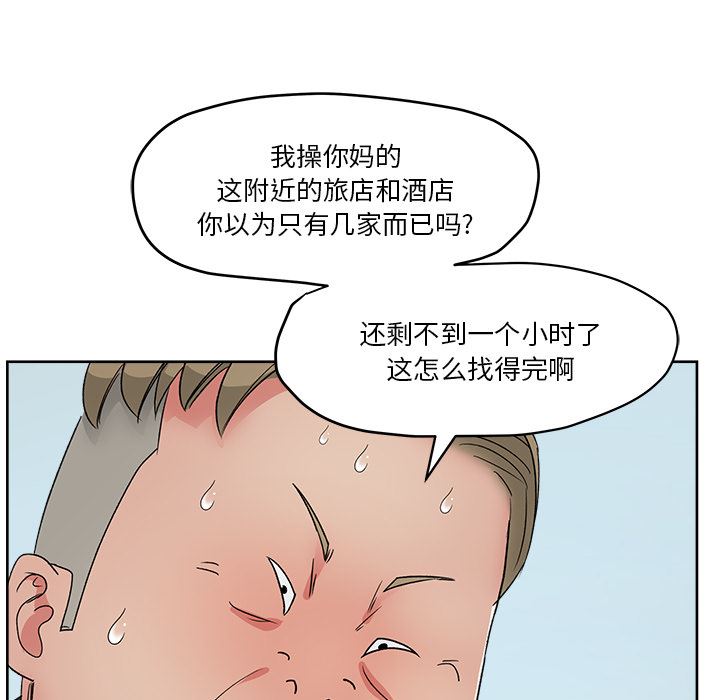 我操你妈的
这附近的旅店和酒店
你以为只有几家而已吗?
还剩不到一个小时了
这怎么找得完啊